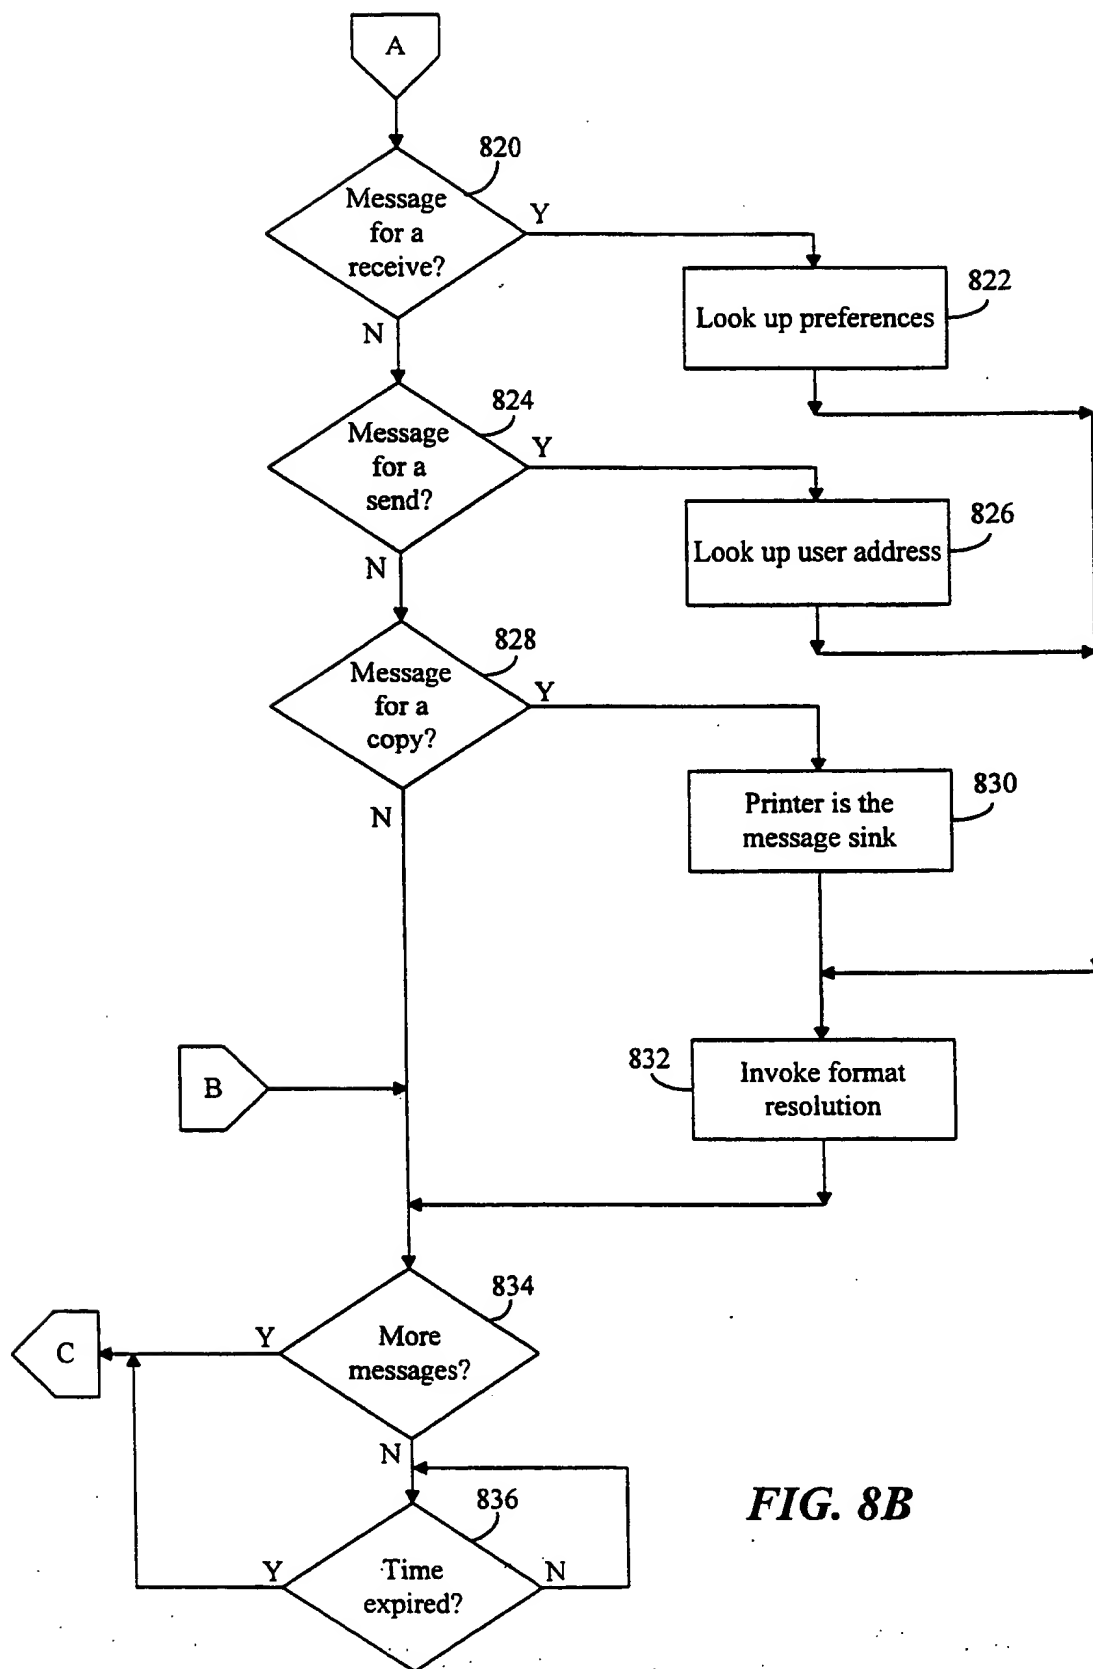 A
820
Message
for a
receive?
Y
N
822
Look up preferences
824
Message
for a
send?
Y
N
826
Look up user address
828
Message
for a
copy?
Y
N
830
Printer is the
message sink
B
832
Invoke format
resolution
834
More
messages?
Y
C
N
836
Time
expired?
Y
N
FIG. 8B